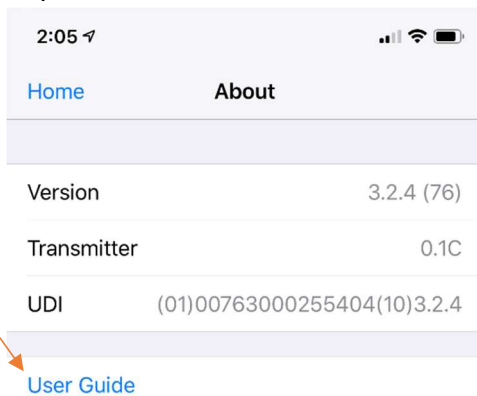 2:05
Home About
Version 3.2.4 (76)
Transmitter 0.1C
UDI (01)00763000255404(10)3.2.4
User Guide